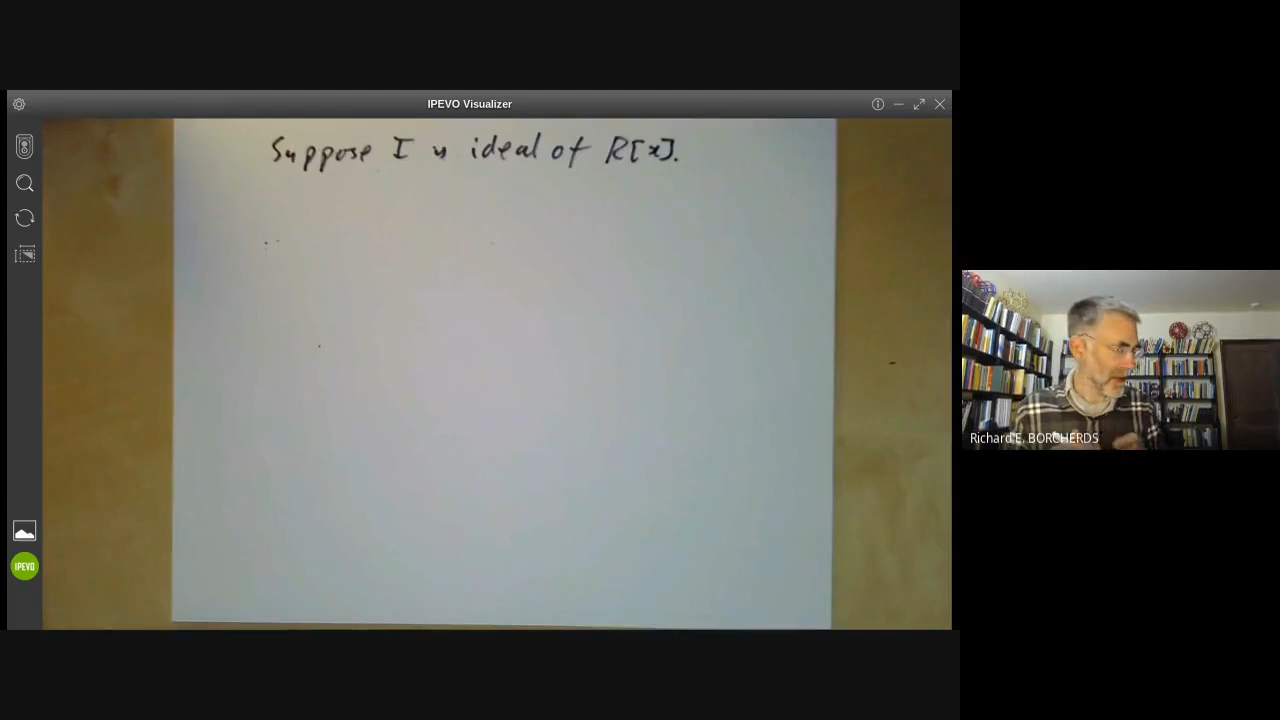 IPEVO Visualizer
Suppose I is ideal of R[x].
IPEVO
Richard E. BORCHERDS